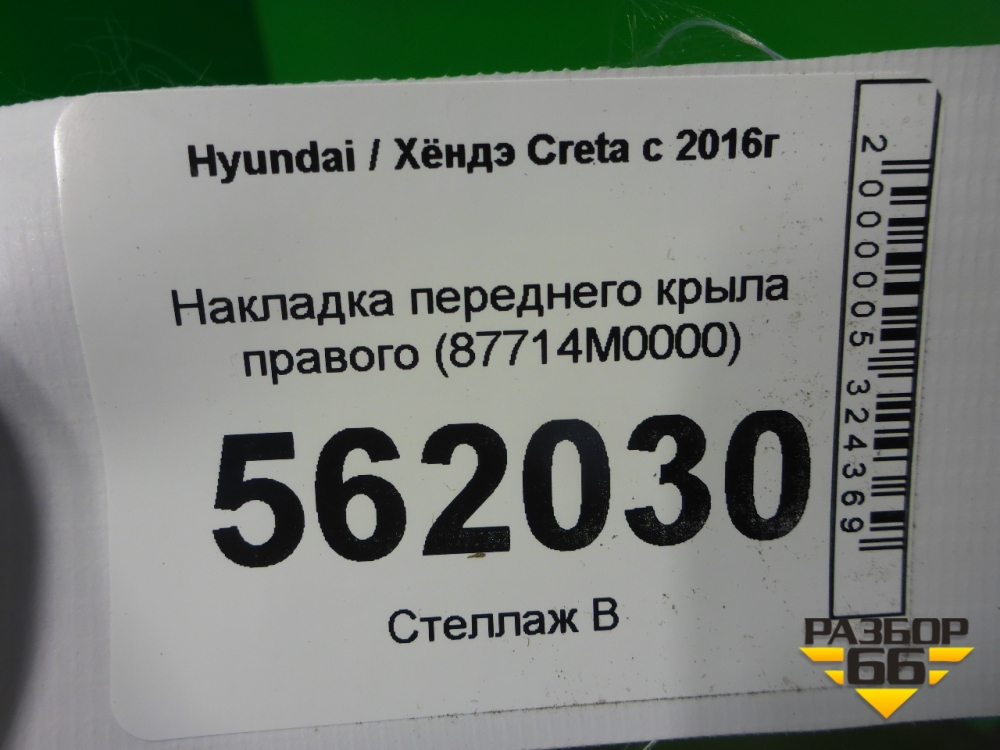 Hyundai / Хёндэ Creta с 2016г
Накладка переднего крыла
правого (87714M0000)
562030
Стеллаж В
2000005324369
РАЗБОР
66